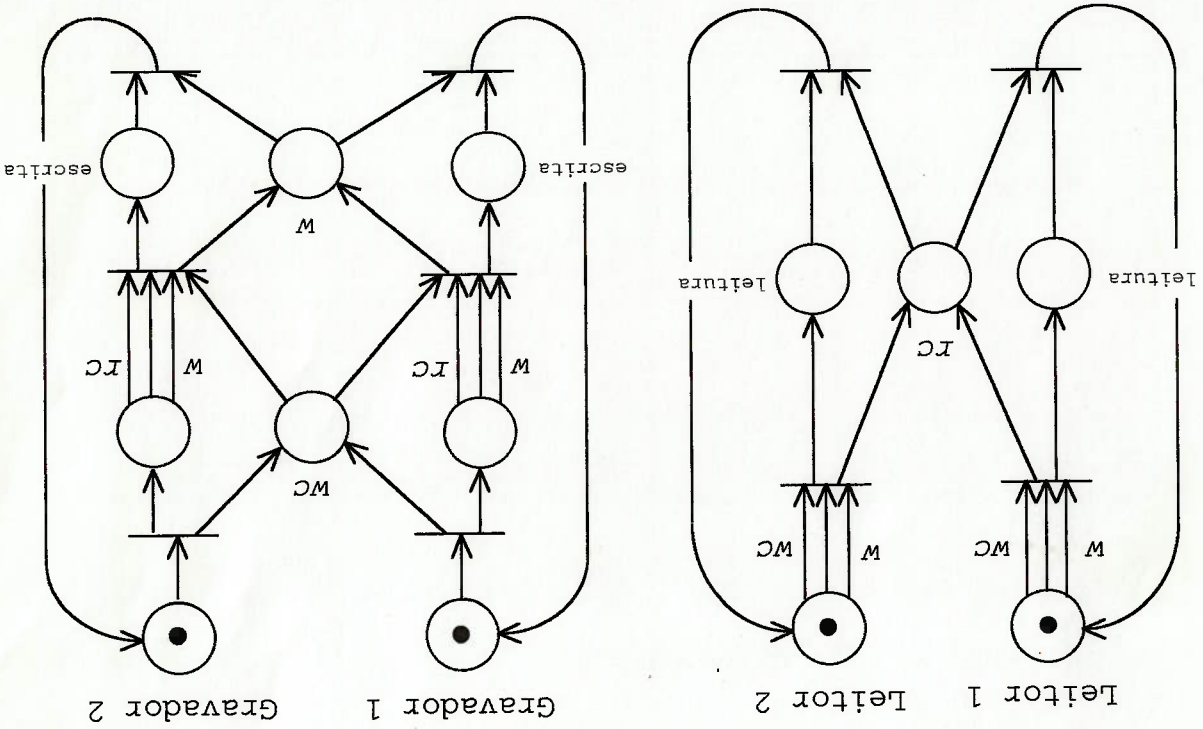 Leitor 1 Leitor 2 Gravador 1 Gravador 2
w wc w wc
wc
w rc w rc
rc
leitura leitura
w
escrita escrita